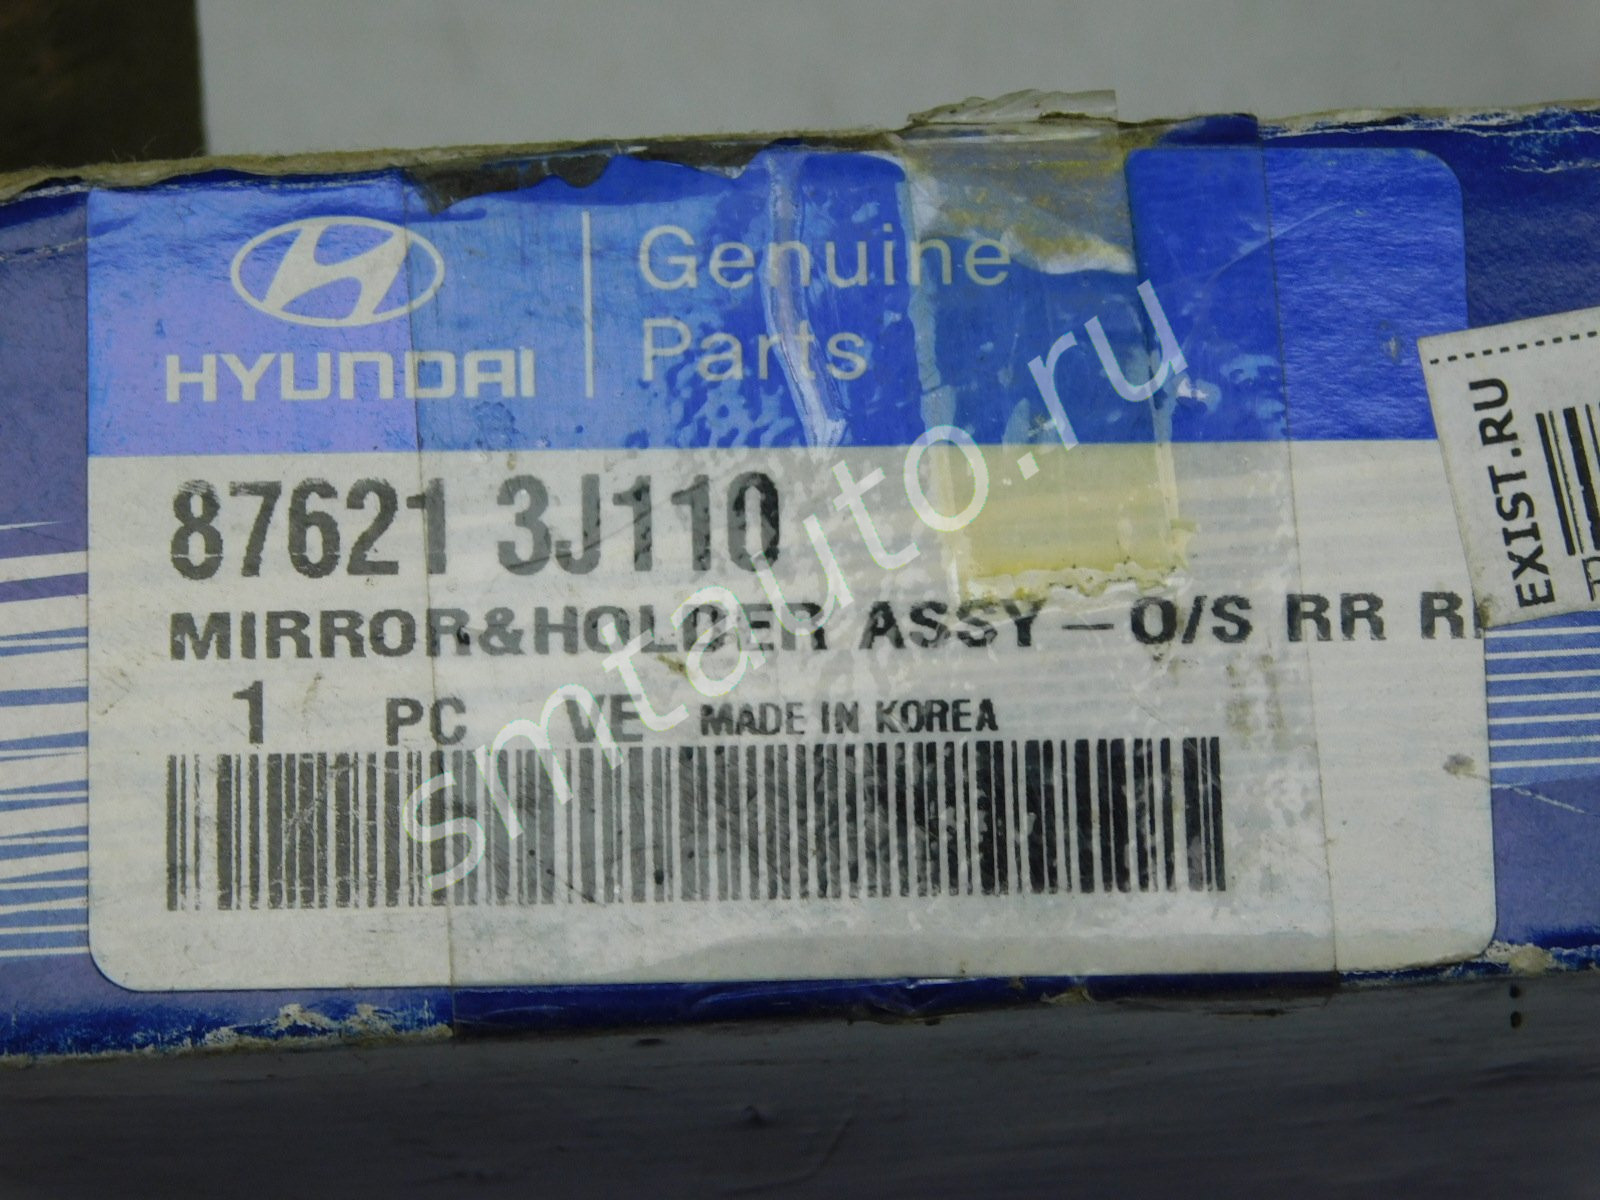 HYUNDAI
Genuine
Parts
87621 3J110
MIRROR&HOLDER ASSY-O/S RR
1 PC VE MADE IN KOREA
EXIST.RU
smtauto.ru